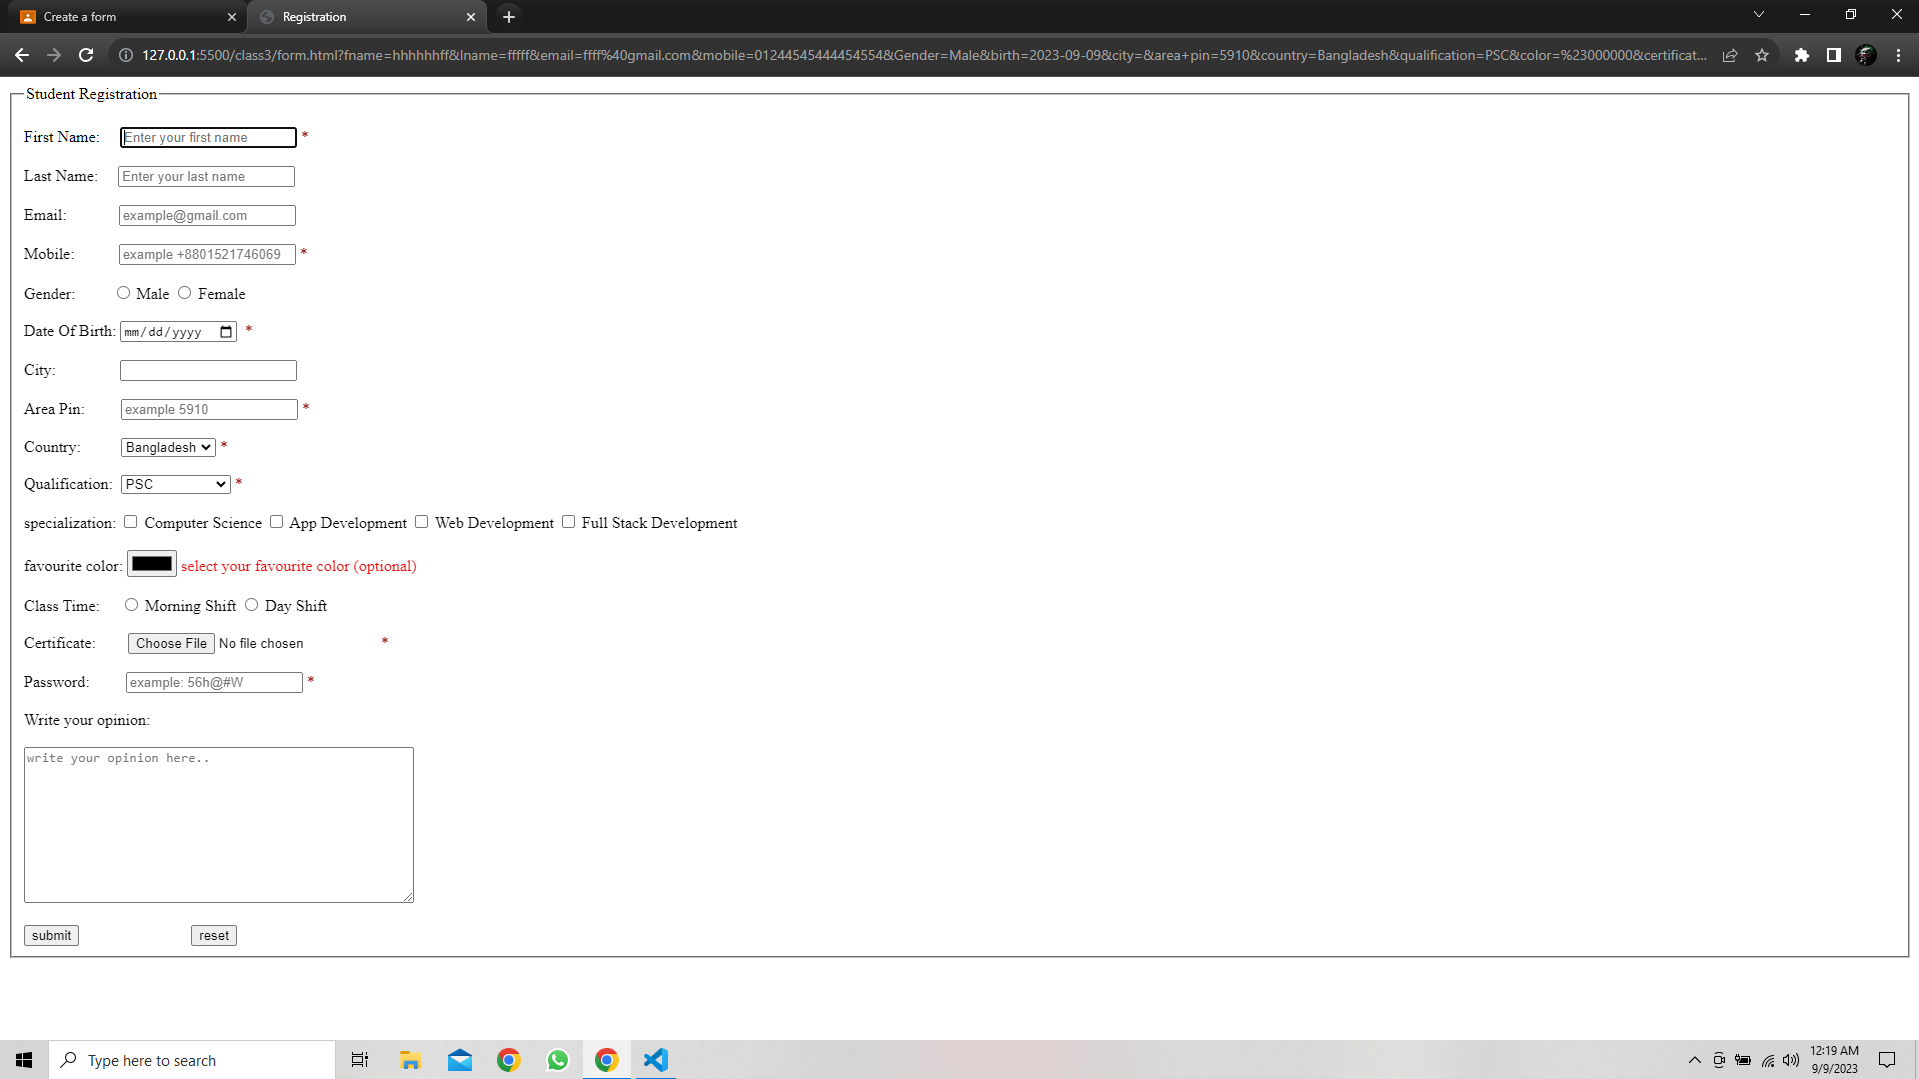 Create a form
Registration
127.0.0.1:5500/class3/form.html?fname=hhhhhhff&lname=fffff&email=ffff%40gmail.com&mobile=01244545444454554&Gender=Male&birth=2023-09-09&city=&area+pin=5910&country=Bangladesh&qualification=PSC&color=%23000000&certificat...
Student Registration
First Name: Enter your first name *
Last Name: Enter your last name
Email: example@gmail.com
Mobile: example +8801521746069 *
Gender: Male Female
Date Of Birth: mm/dd/yyyy *
City:
Area Pin: example 5910 *
Country: Bangladesh *
Qualification: PSC *
specialization: Computer Science App Development Web Development Full Stack Development
favourite color: select your favourite color (optional)
Class Time: Morning Shift Day Shift
Certificate: Choose File No file chosen *
Password: example: 56h@#W *
Write your opinion:
write your opinion here..
submit reset
Type here to search
12:19 AM
9/9/2023